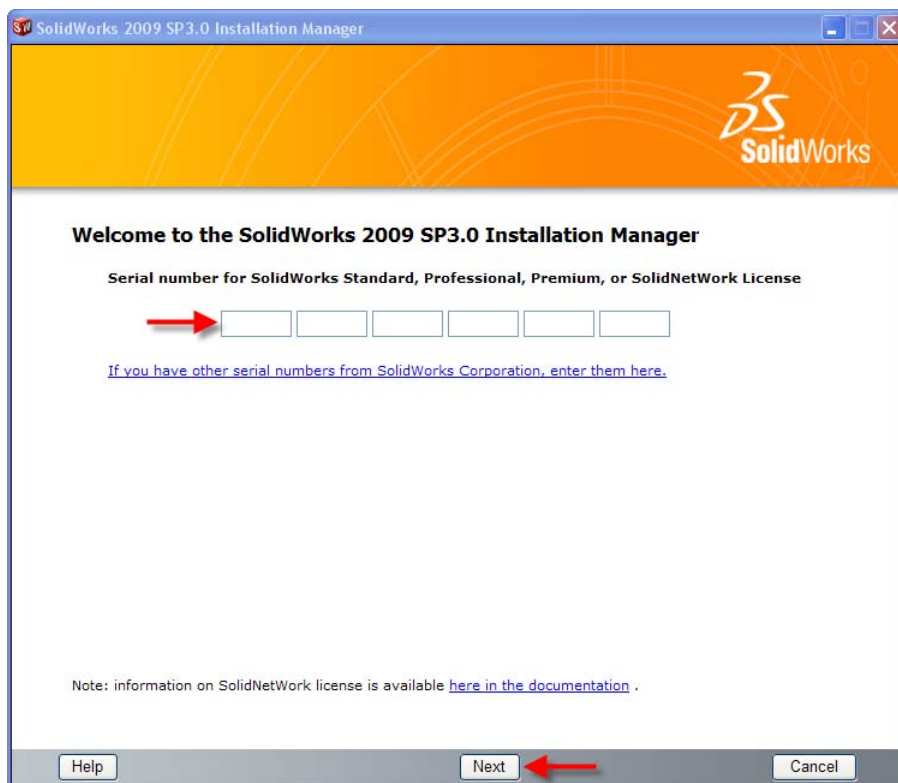 SolidWorks 2009 SP3.0 Installation Manager
SolidWorks
Welcome to the SolidWorks 2009 SP3.0 Installation Manager
Serial number for SolidWorks Standard, Professional, Premium, or SolidNetWork License
If you have other serial numbers from SolidWorks Corporation, enter them here.
Note: information on SolidNetWork license is available here in the documentation .
Help Next Cancel